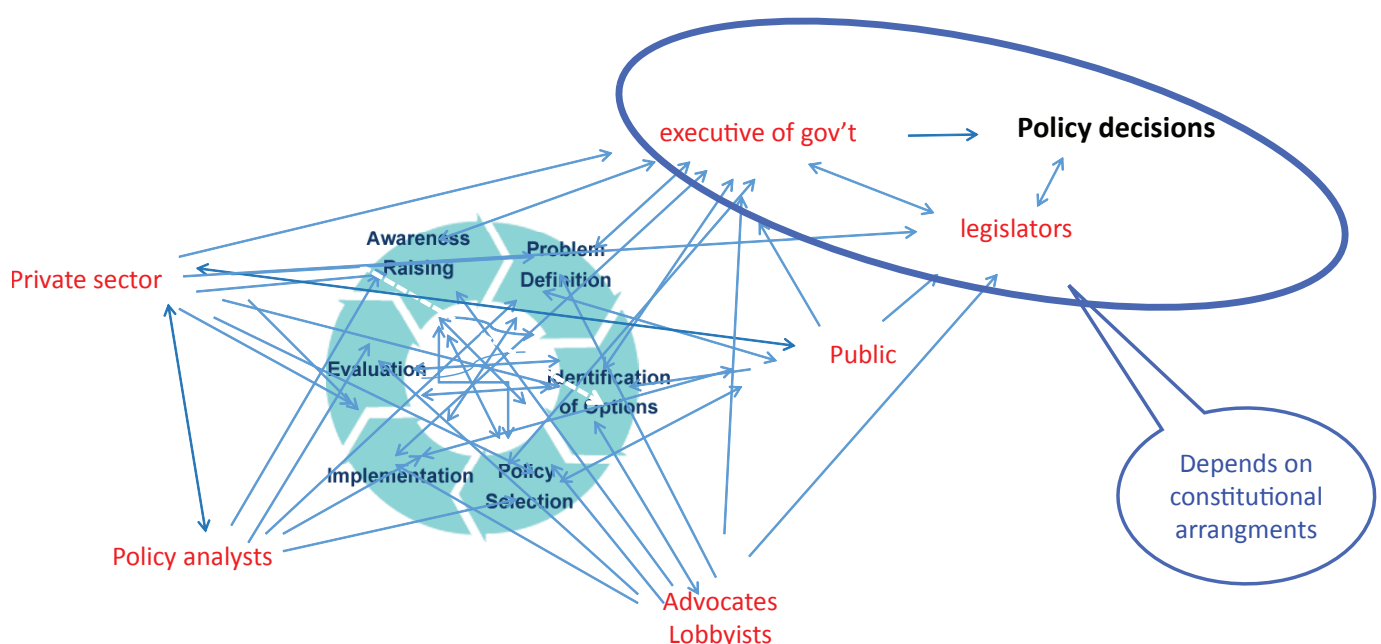 executive of gov't
Policy decisions
legislators
Awareness
Raising
Problem
Definition
Private sector
Public
Evaluation
Identification
of Options
Implementation
Policy
Selection
Depends on
constitutional
arrangments
Policy analysts
Advocates
Lobbyists